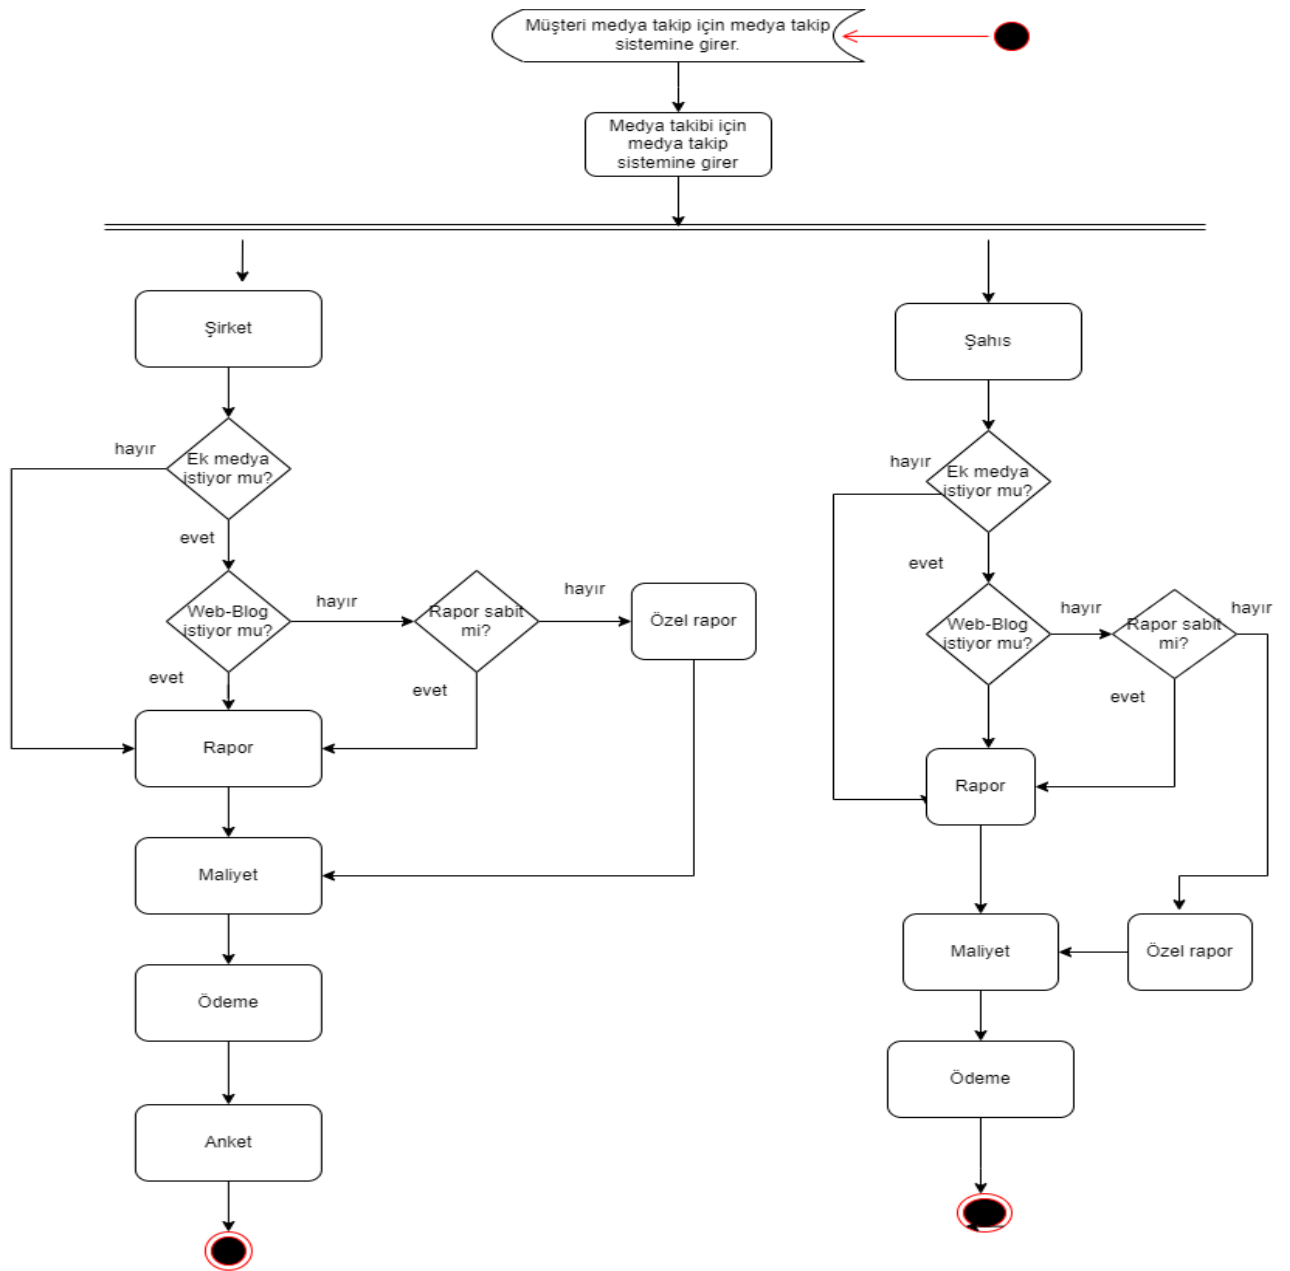 Müşteri medya takip için medya takip
sistemine girer.
Medya takibi için
medya takip
sistemine girer
Şirket
hayır
Ek medya
istiyor mu?
evet
Web-Blog
istiyor mu?
hayır
Rapor sabit
mi?
hayır
Özel rapor
evet
evet
Rapor
Maliyet
Ödeme
Anket
Şahıs
hayır
Ek medya
istiyor mu?
evet
Web-Blog
istiyor mu?
hayır
Rapor sabit
mi?
hayır
evet
Rapor
Maliyet
Özel rapor
Ödeme